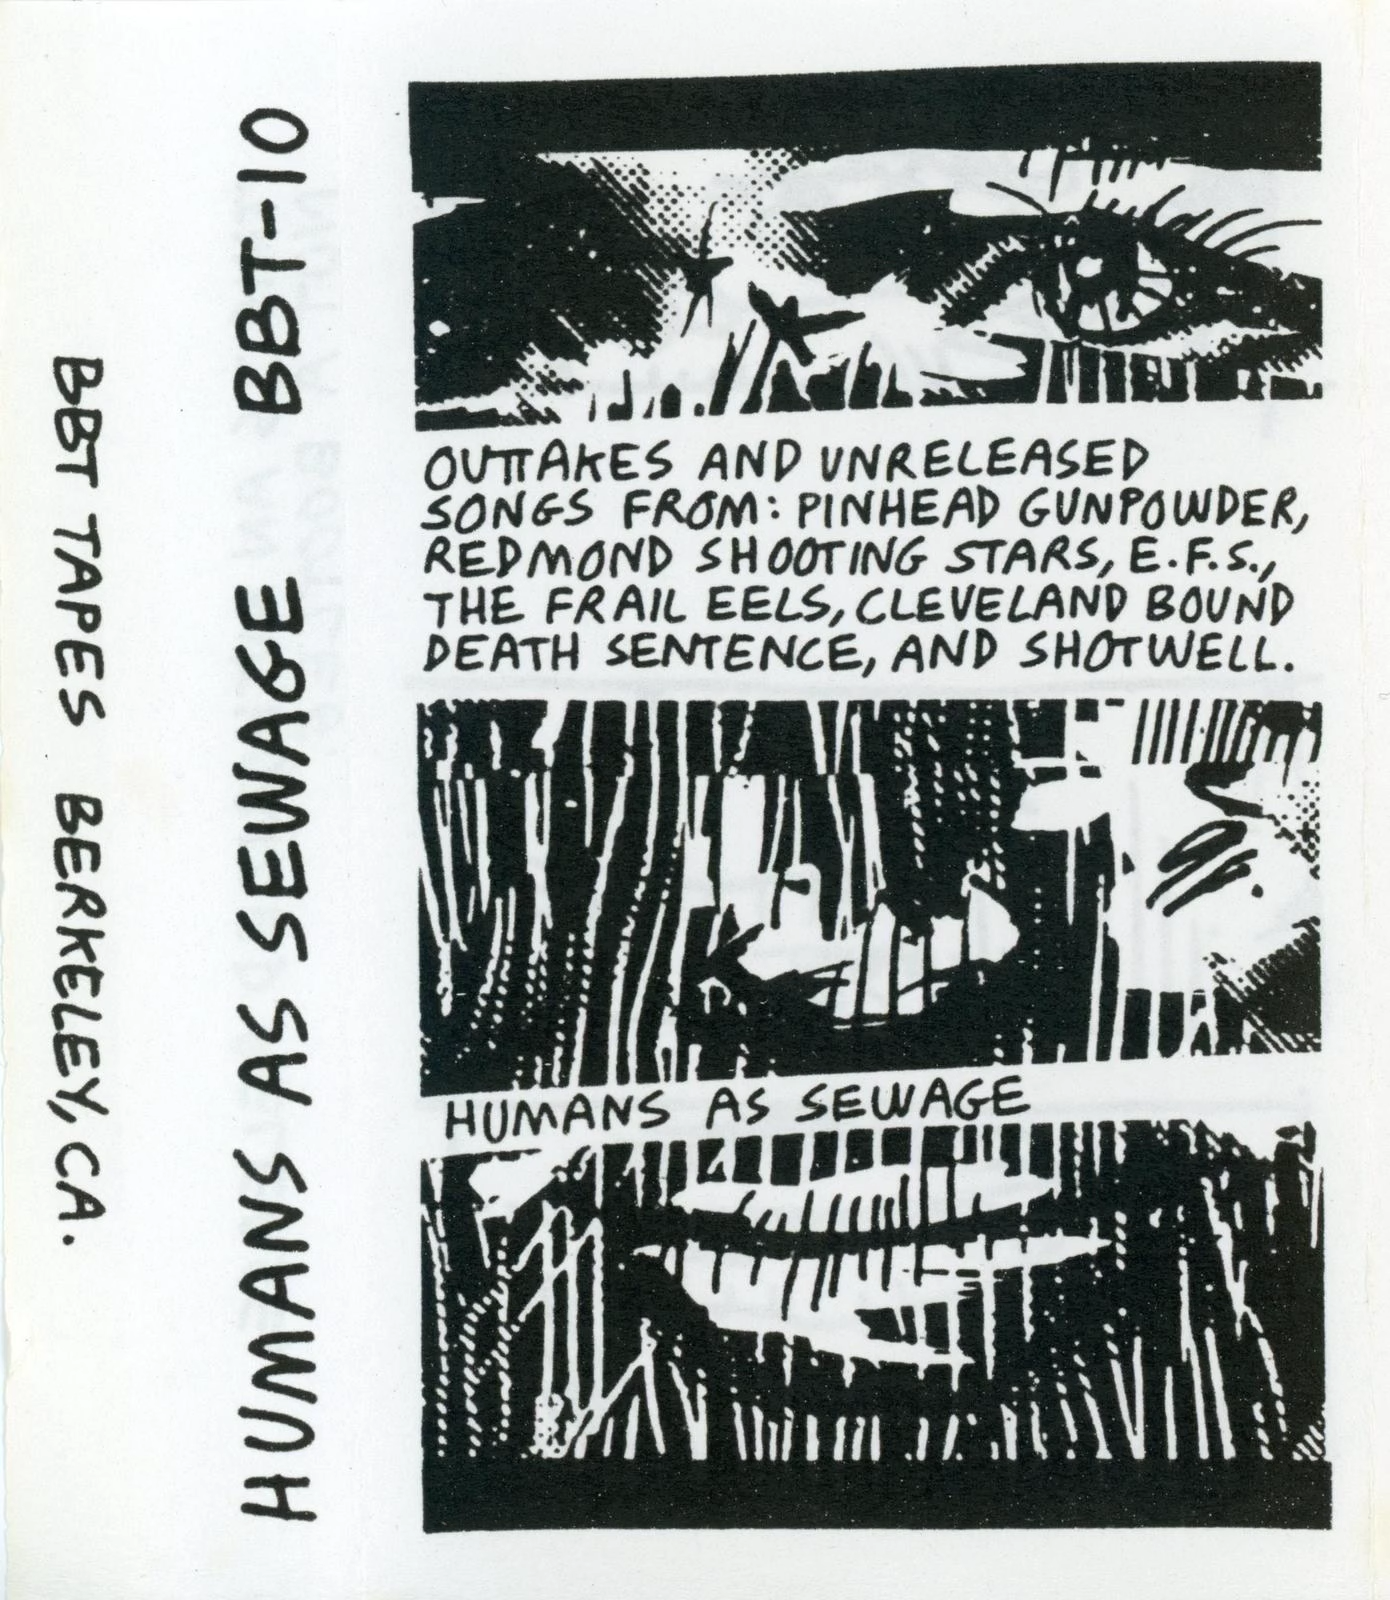 BBT TAPES BERKELEY, CA.
HUMANS AS SEWAGE BBT-10
OUTTAKES AND UNRELEASED
SONGS FROM: PINHEAD GUNPOWDER,
REDMOND SHOOTING STARS, E.F.S.,
THE FRAIL EELS, CLEVELAND BOUND
DEATH SENTENCE, AND SHOTWELL.
HUMANS AS SEWAGE